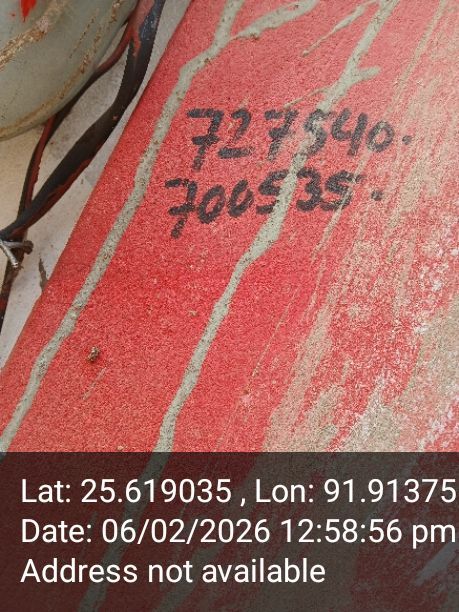 727540.
700535.
Lat: 25.619035 , Lon: 91.91375
Date: 06/02/2026 12:58:56 pm
Address not available